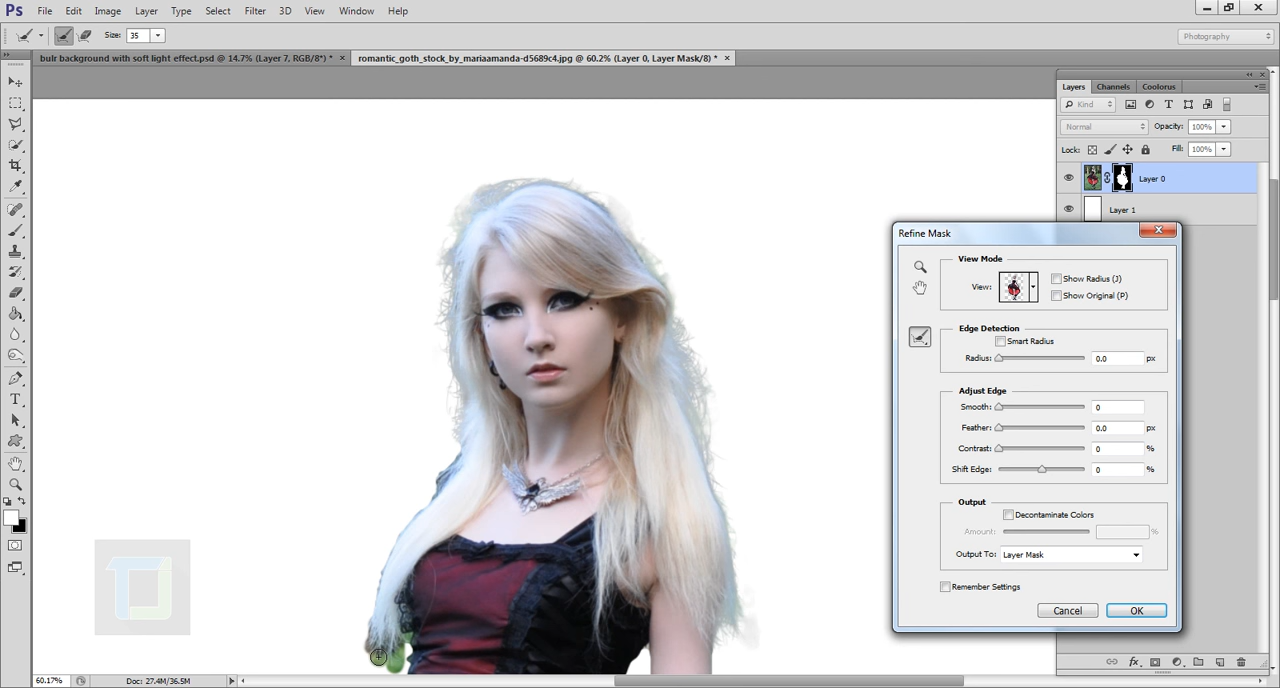 Ps File Edit Image Layer Type Select Filter 3D View Window Help
Size: 35 Photography
bulr background with soft light effect.psd @ 14.7% (Layer 7, RGB/8*) * × romantic_goth_stock_by_mariaamanda-d5689c4.jpg @ 60.2% (Layer 0, Layer Mask/8) * ×
Layers Channels Coolorus
Kind
Normal Opacity: 100%
Lock: Fill: 100%
Layer 0
Layer 1
Refine Mask
View Mode
View: Show Radius (J)
Show Original (P)
Edge Detection
Smart Radius
Radius: 0.0 px
Adjust Edge
Smooth: 0
Feather: 0.0 px
Contrast: 0 %
Shift Edge: 0 %
Output
Decontaminate Colors
Amount: %
Output To: Layer Mask
Remember Settings
Cancel OK
60.17% Doc: 27.4M/36.5M